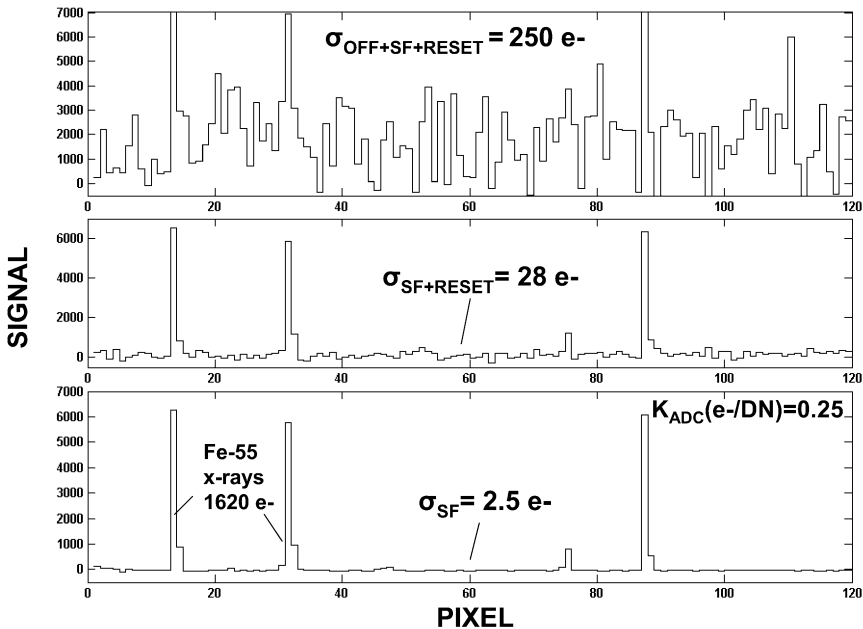 7000
6000
5000
4000
3000
2000
1000
0
σOFF+SF+RESET = 250 e-
0 20 40 60 80 100 120
SIGNAL
6000
4000
2000
0
σSF+RESET= 28 e-
0 20 40 60 80 100 120
7000
6000
5000
4000
3000
2000
1000
0
KADC(e-/DN)=0.25
Fe-55
x-rays
1620 e-
σSF= 2.5 e-
0 20 40 60 80 100 120
PIXEL